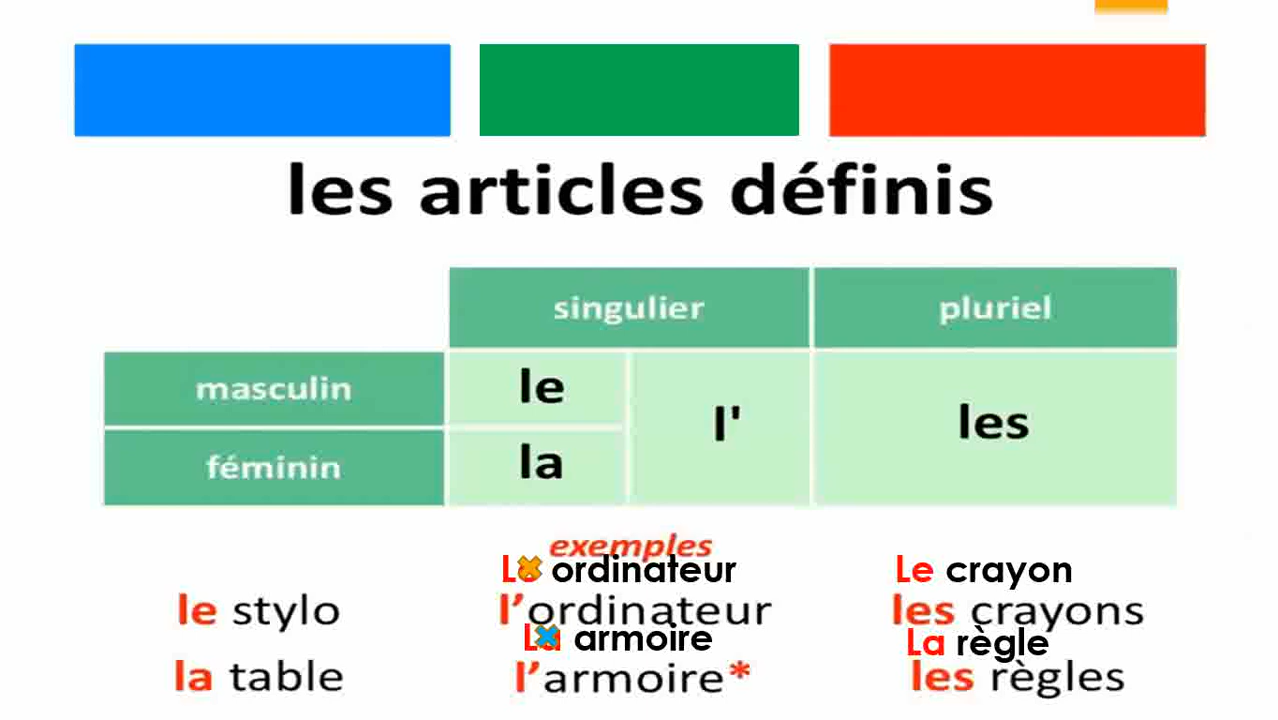 les articles définis
singulier pluriel
masculin le l' les
féminin la
exemples
Le ordinateur Le crayon
le stylo l’ordinateur les crayons
La armoire La règle
la table l’armoire* les règles